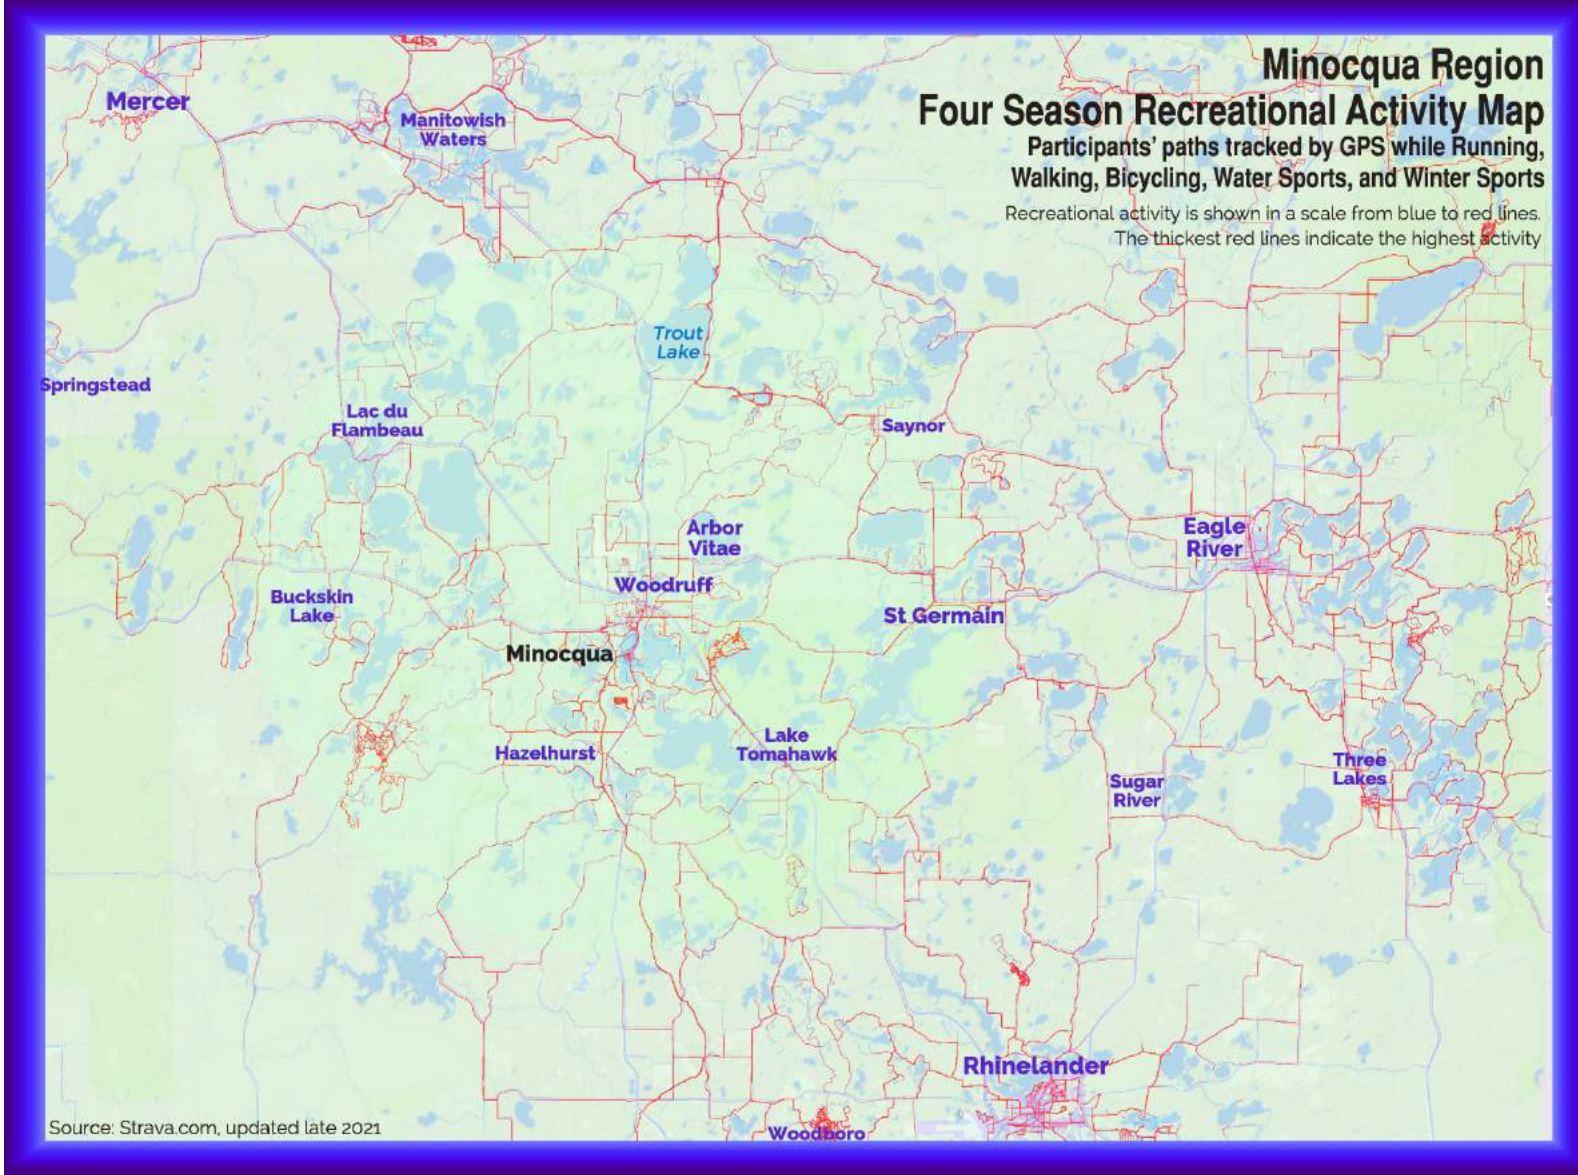 Minocqua Region
Four Season Recreational Activity Map
Participants' paths tracked by GPS while Running,
Walking, Bicycling, Water Sports, and Winter Sports
Recreational activity is shown in a scale from blue to red lines.
The thickest red lines indicate the highest activity
Mercer
Manitowish
Waters
Trout
Lake
Springstead
Lac du
Flambeau
Saynor
Arbor
Vitae
Eagle
River
Woodruff
Buckskin
Lake
St Germain
Minocqua
Hazelhurst
Lake
Tomahawk
Three
Lakes
Sugar
River
Rhinelander
Woodboro
Source: Strava.com, updated late 2021